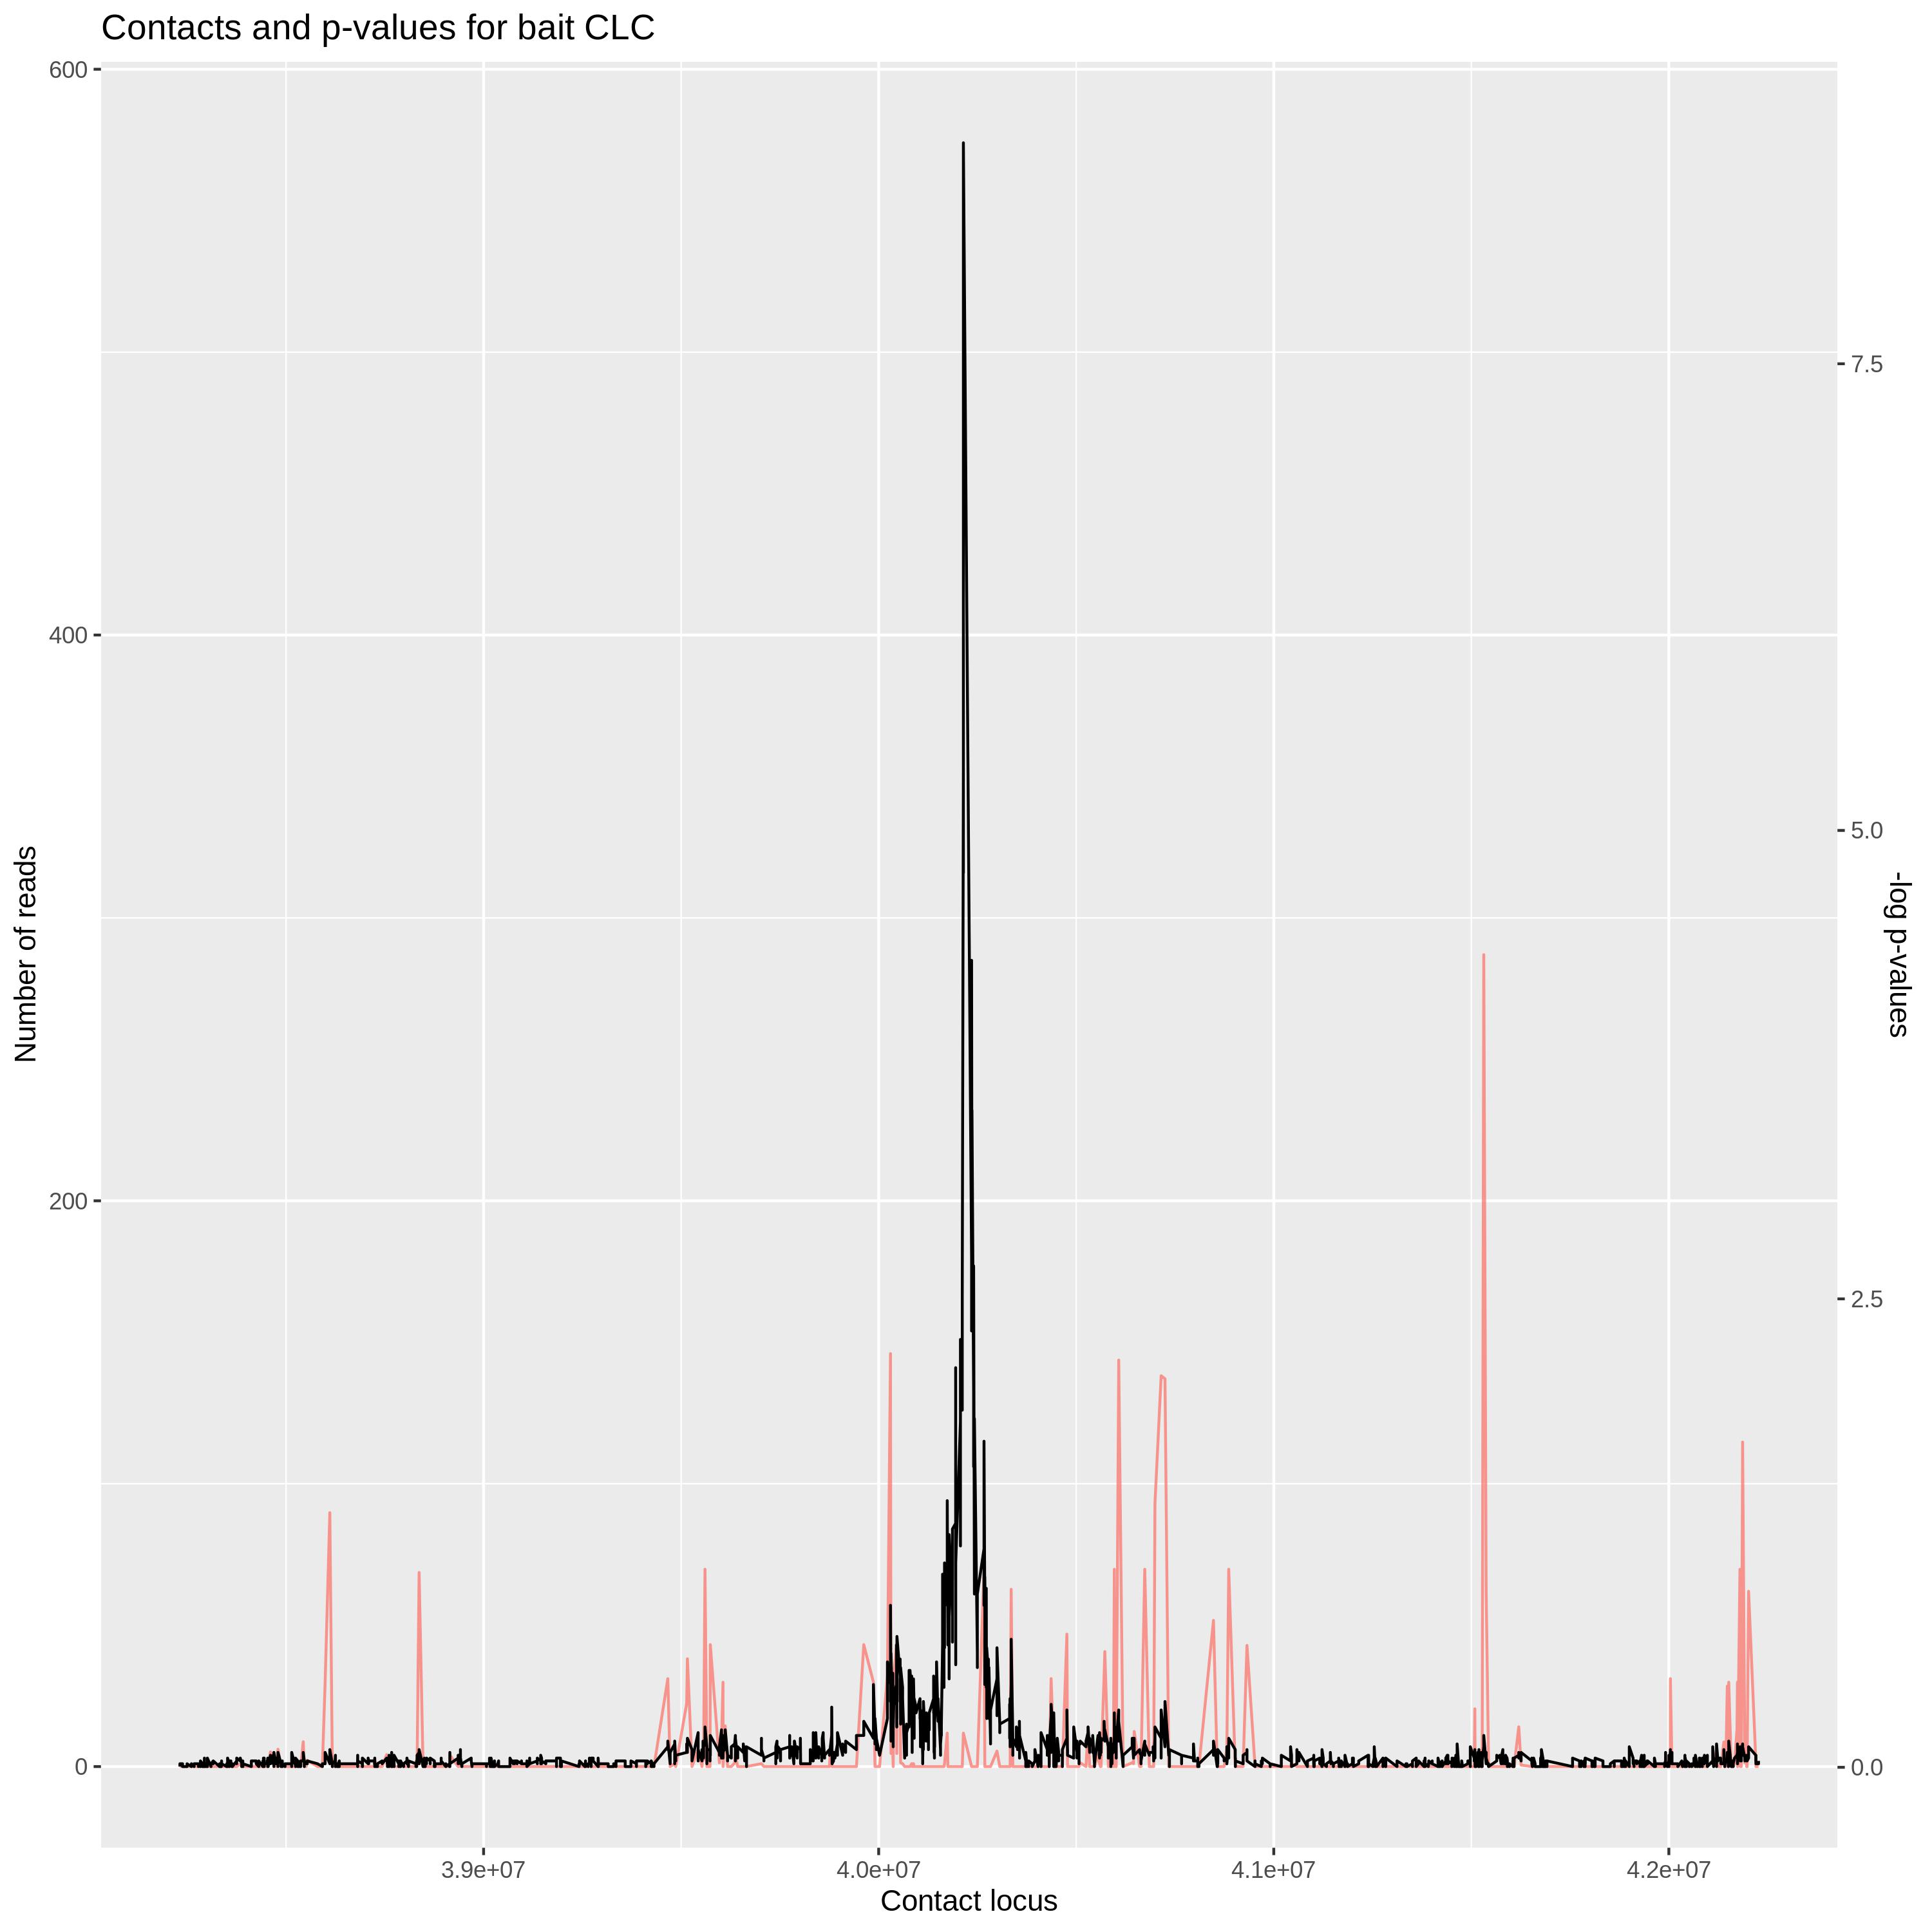 Contacts and p-values for bait CLC
600
400
200
0
Number of reads
7.5
5.0
2.5
0.0
-log p-values
3.9e+07
4.0e+07
4.1e+07
4.2e+07
Contact locus